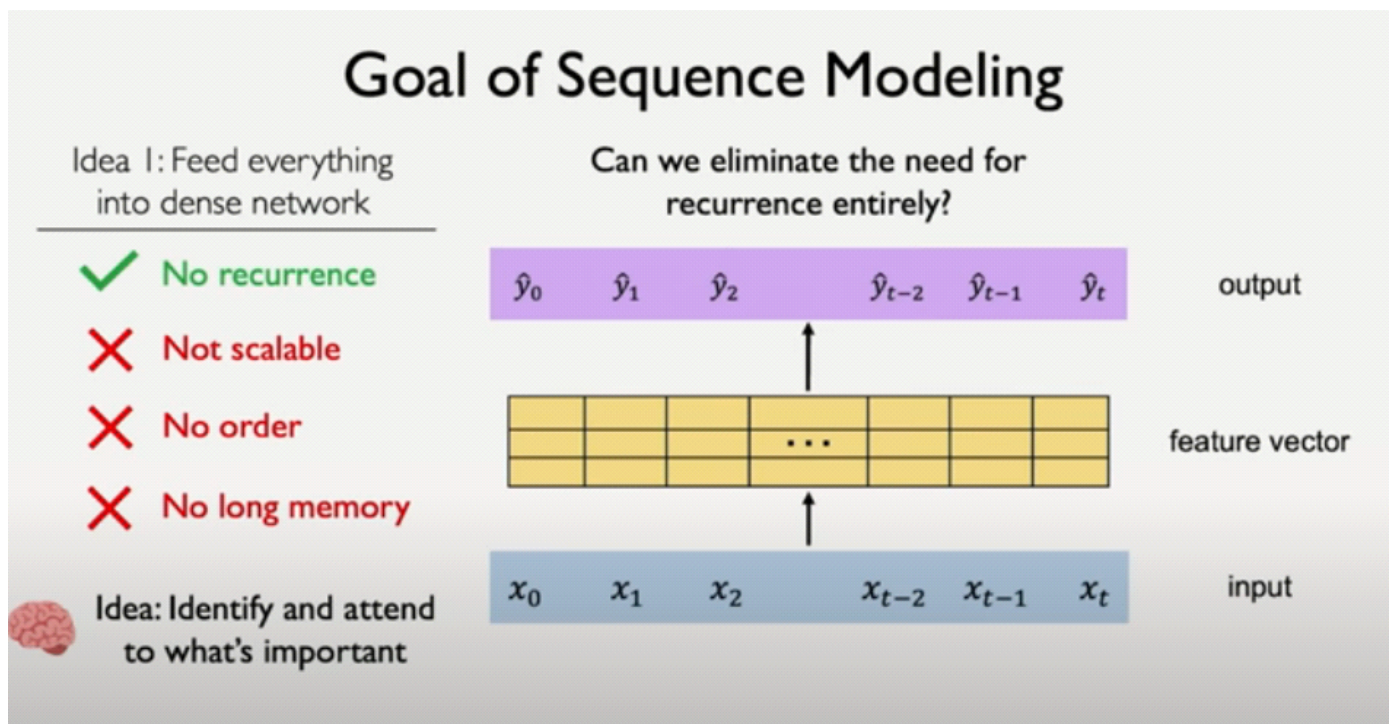 Goal of Sequence Modeling
Idea 1: Feed everything
into dense network
No recurrence
Not scalable
No order
No long memory
Idea: Identify and attend
to what's important
Can we eliminate the need for
recurrence entirely?
ŷ₀ ŷ₁ ŷ₂ ŷₜ₋₂ ŷₜ₋₁ ŷₜ output
... feature vector
x₀ x₁ x₂ xₜ₋₂ xₜ₋₁ xₜ input